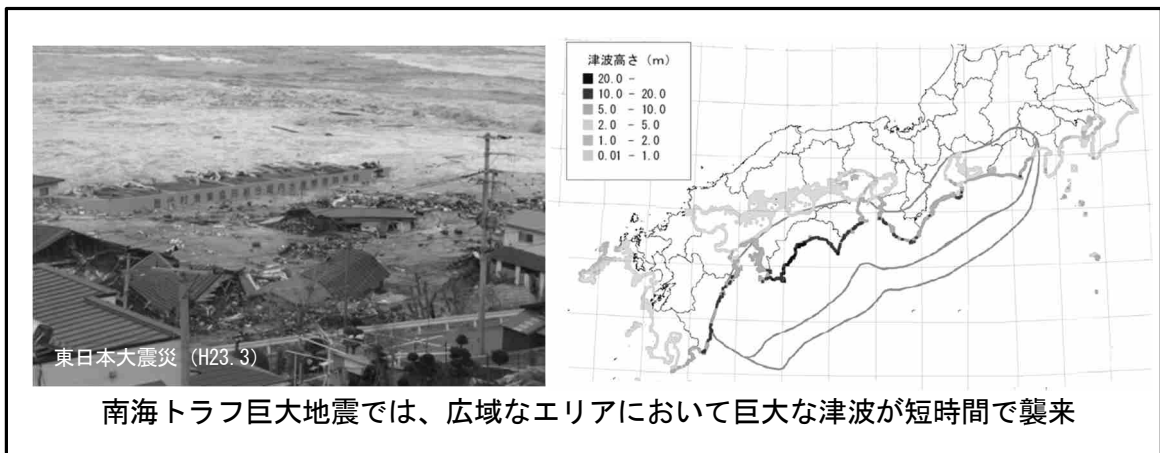 東日本大震災（H23.3）
津波高さ（m）
20.0 -
10.0 - 20.0
5.0 - 10.0
2.0 - 5.0
1.0 - 2.0
0.01 - 1.0
南海トラフ巨大地震では、広域なエリアにおいて巨大な津波が短時間で襲来